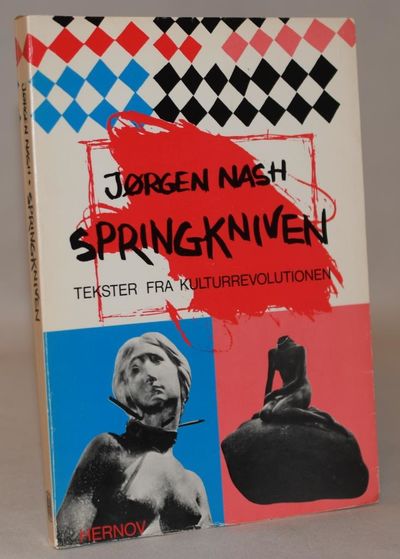 JØRGEN NASH
SPRINGKNIVEN
TEKSTER FRA KULTURREVOLUTIONEN
HERNOV
JØRGEN NASH • SPRINGKNIVEN